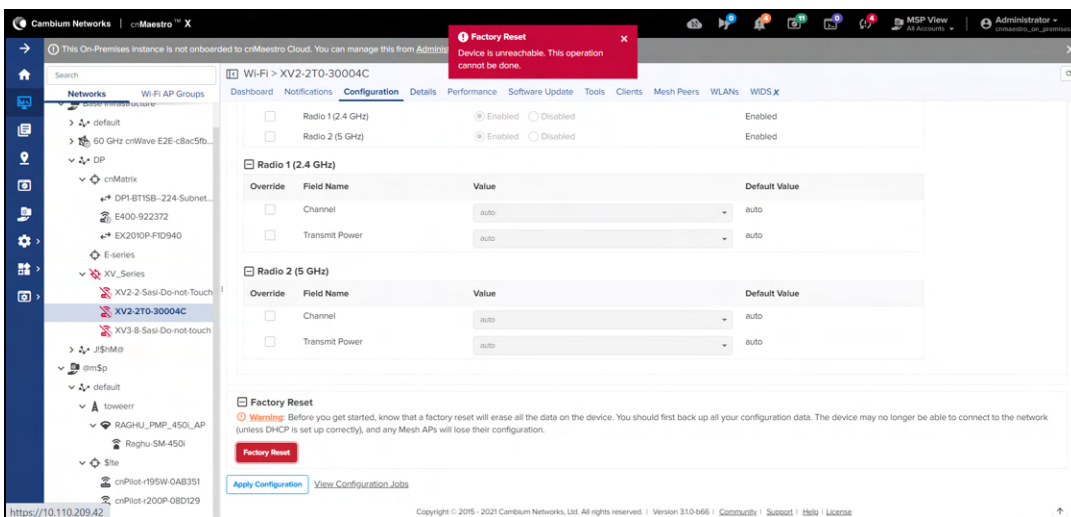 Cambium Networks | cnMaestro™ X
9
4
11
0
4
MSP View
All Accounts
Administrator
cnmaestro_on_premises
This On-Premises instance is not onboarded to cnMaestro Cloud. You can manage this from Adminis
Factory Reset
Device is unreachable. This operation
cannot be done.
Search
Networks
Wi-Fi AP Groups
Base Infrastructure
default
60 GHz cnWave E2E-c8ac5fb...
DP
cnMatrix
DP1-BT1SB--224-Subnet...
E400-922372
EX2010P-F1D940
E-series
XV_Series
XV2-2-Sasi-Do-not-Touch
XV2-2T0-30004C
XV3-8-Sasi-Do-not-touch
J!$hM@
@m$p
default
toweerr
RAGHU_PMP_450i_AP
Raghu-SM-450i
S!te
cnPilot-r195W-0AB351
cnPilot-r200P-08D129
https://10.110.209.42
Wi-Fi > XV2-2T0-30004C
Dashboard Notifications Configuration Details Performance Software Update Tools Clients Mesh Peers WLANs WIDS X
Radio 1 (2.4 GHz) Enabled Disabled Enabled
Radio 2 (5 GHz) Enabled Disabled Enabled
Radio 1 (2.4 GHz)
Override Field Name Value Default Value
Channel auto auto
Transmit Power auto auto
Radio 2 (5 GHz)
Override Field Name Value Default Value
Channel auto auto
Transmit Power auto auto
Factory Reset
Warning: Before you get started, know that a factory reset will erase all the data on the device. You should first back up all your configuration data. The device may no longer be able to connect to the network
(unless DHCP is set up correctly), and any Mesh APs will lose their configuration.
Factory Reset
Apply Configuration View Configuration Jobs
Copyright © 2015 - 2021 Cambium Networks, Ltd. All rights reserved. | Version 3.1.0-b66 | Community | Support | Help | License